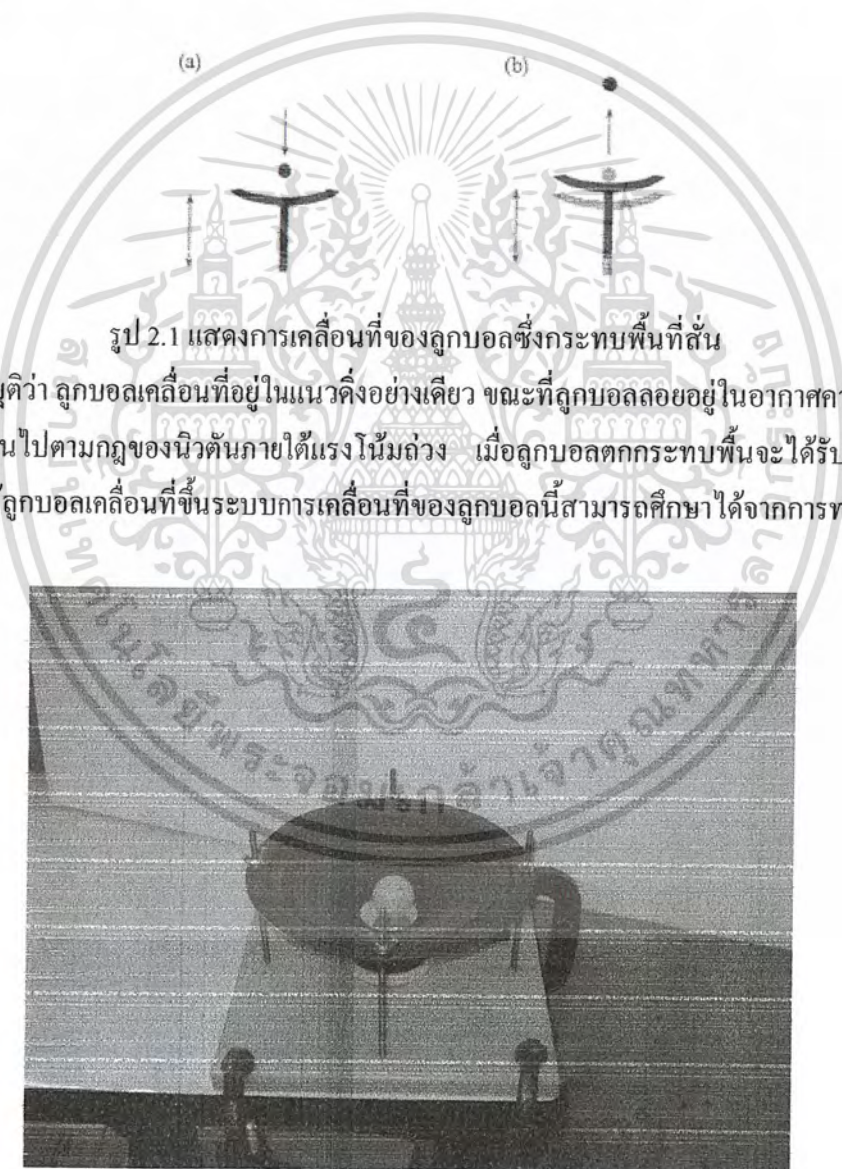 (a) (b)
รูป 2.1 แสดงการเคลื่อนที่ของลูกบอลซึ่งกระทบพื้นที่สั่น
มุติว่า ลูกบอลเคลื่อนที่อยู่ในแนวดิ่งอย่างเดียว ขณะที่ลูกบอลลอยอยู่ในอากาศคา
นไปตามกฎของนิวตันภายใต้แรงโน้มถ่วง เมื่อลูกบอลตกกระทบพื้นจะได้รับ
ลูกบอลเคลื่อนที่ขึ้นระบบการเคลื่อนที่ของลูกบอลนี้สามารถศึกษาได้จากการท